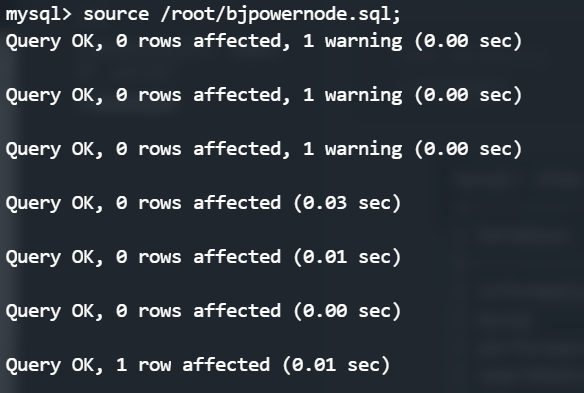 mysql> source /root/bjpowernode.sql;
Query OK, 0 rows affected, 1 warning (0.00 sec)
Query OK, 0 rows affected, 1 warning (0.00 sec)
Query OK, 0 rows affected, 1 warning (0.00 sec)
Query OK, 0 rows affected (0.03 sec)
Query OK, 0 rows affected (0.01 sec)
Query OK, 0 rows affected (0.00 sec)
Query OK, 1 row affected (0.01 sec)